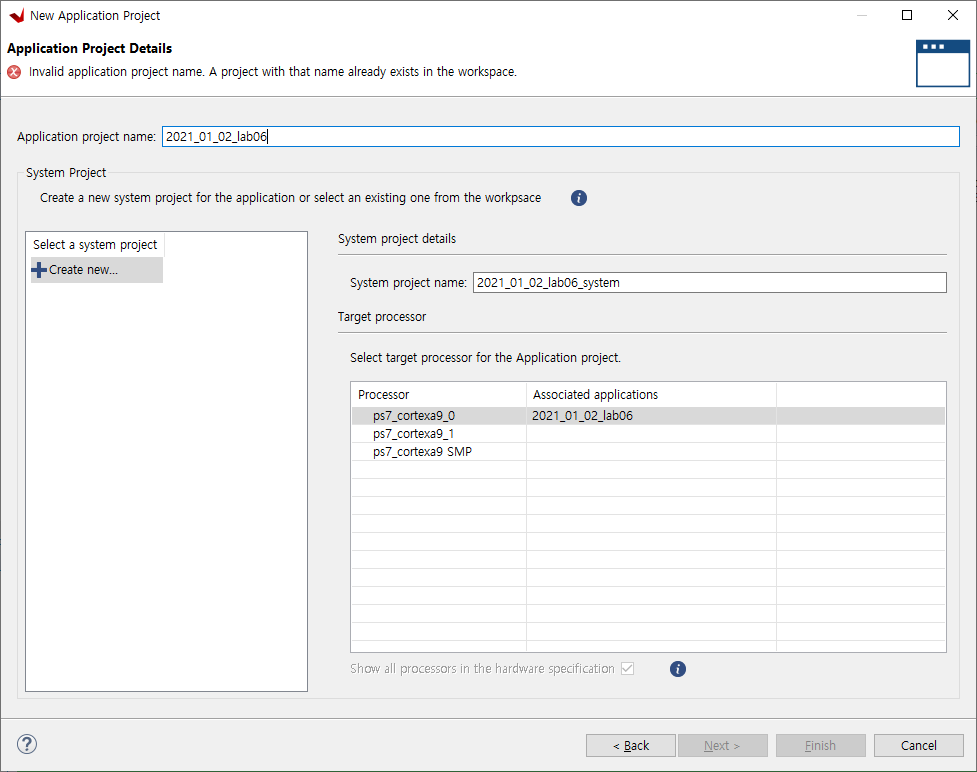 New Application Project
Application Project Details
Invalid application project name. A project with that name already exists in the workspace.
Application project name: 2021_01_02_lab06
System Project
Create a new system project for the application or select an existing one from the workpsace
Select a system project
Create new...
System project details
System project name: 2021_01_02_lab06_system
Target processor
Select target processor for the Application project.
Processor Associated applications
ps7_cortexa9_0 2021_01_02_lab06
ps7_cortexa9_1
ps7_cortexa9 SMP
Show all processors in the hardware specification
< Back Next > Finish Cancel